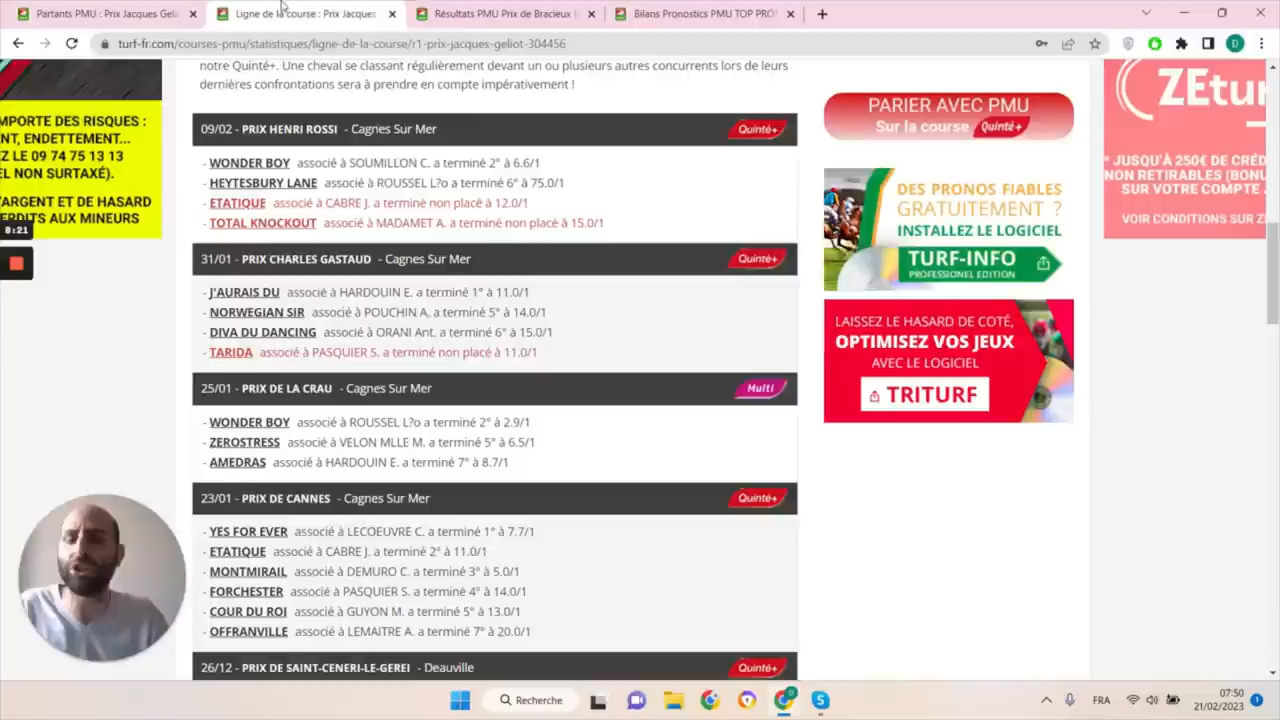 Partants PMU : Prix Jacques Gel
Ligne de la course : Prix Jacques
Résultats PMU Prix de Bracieux
Bilans Pronostics PMU TOP PRO
turf-fr.com/courses-pmu/statistiques/ligne-de-la-course/r1-prix-jacques-geliot-304456
notre Quinté+. Une cheval se classant régulièrement devant un ou plusieurs autres concurrents lors de leurs
dernières confrontations sera à prendre en compte impérativement !
MPORTE DES RISQUES :
NT, ENDETTEMENT...
Z LE 09 74 75 13 13
EL NON SURTAXÉ).
'ARGENT ET DE HASARD
ERDITS AUX MINEURS
8:21
09/02 - PRIX HENRI ROSSI - Cagnes Sur Mer Quinté+
- WONDER BOY associé à SOUMILLON C. a terminé 2° à 6.6/1
- HEYTESBURY LANE associé à ROUSSEL L?o a terminé 6° à 75.0/1
- ETATIQUE associé à CABRE J. a terminé non placé à 12.0/1
- TOTAL KNOCKOUT associé à MADAMET A. a terminé non placé à 15.0/1
31/01 - PRIX CHARLES GASTAUD - Cagnes Sur Mer Quinté+
- J'AURAIS DU associé à HARDOUIN E. a terminé 1° à 11.0/1
- NORWEGIAN SIR associé à POUCHIN A. a terminé 5° à 14.0/1
- DIVA DU DANCING associé à ORANI Ant. a terminé 6° à 15.0/1
- TARIDA associé à PASQUIER S. a terminé non placé à 11.0/1
25/01 - PRIX DE LA CRAU - Cagnes Sur Mer Multi
- WONDER BOY associé à ROUSSEL L?o a terminé 2° à 2.9/1
- ZEROSTRESS associé à VELON MLLE M. a terminé 5° à 6.5/1
- AMEDRAS associé à HARDOUIN E. a terminé 7° à 8.7/1
23/01 - PRIX DE CANNES - Cagnes Sur Mer Quinté+
- YES FOR EVER associé à LECOEUVRE C. a terminé 1° à 7.7/1
- ETATIQUE associé à CABRE J. a terminé 2° à 11.0/1
- MONTMIRAIL associé à DEMURO C. a terminé 3° à 5.0/1
- FORCHESTER associé à PASQUIER S. a terminé 4° à 14.0/1
- COUR DU ROI associé à GUYON M. a terminé 5° à 13.0/1
- OFFRANVILLE associé à LEMAITRE A. a terminé 7° à 20.0/1
26/12 - PRIX DE SAINT-CENERI-LE-GEREI - Deauville Quinté+
PARIER AVEC PMU
Sur la course Quinté+
DES PRONOS FIABLES
GRATUITEMENT ?
INSTALLEZ LE LOGICIEL
TURF-INFO
PROFESSIONEL EDITION
LAISSEZ LE HASARD DE COTÉ,
OPTIMISEZ VOS JEUX
AVEC LE LOGICIEL
TRITURF
ZEtur
* JUSQU'À 250€ DE CRÉD
NON RETIRABLES (BONU
SUR VOTRE COMPTE
VOIR CONDITIONS SUR ZE
D
Recherche
FRA
07:50
21/02/2023